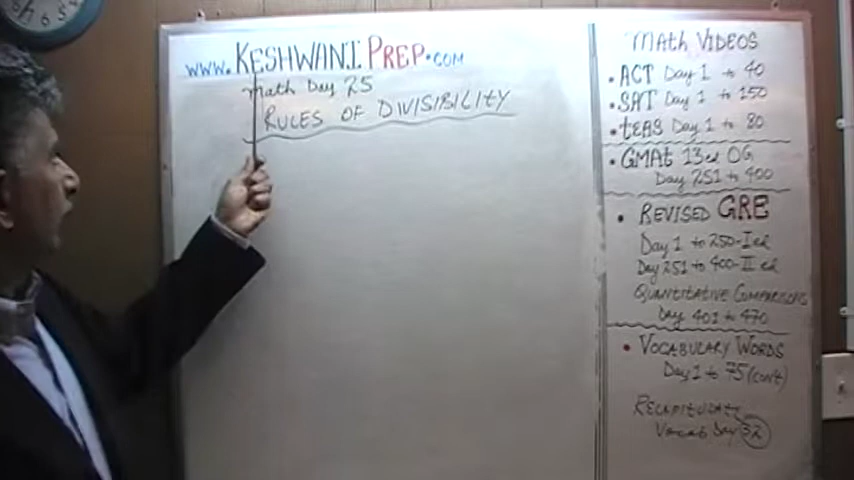 www.KESHWANIPREP.com
math Day 25
RULES OF DIVISIBILITY
Math VIDEOS
• ACT Day 1 to 40
• SAT Day 1 to 150
• tEAS Day 1 to 80
• GMAt 13 ed OG
Day 251 to 400
• REVISED GRE
Day 1 to 250-I ed
Day 251 to 400-II ed
QUANTITATIVE COMPARISONS
Day 401 to 470
• VOCABULARY WORDS
Day 1 to 75 (cont)
RECAPITULATE
Vocab Day 32